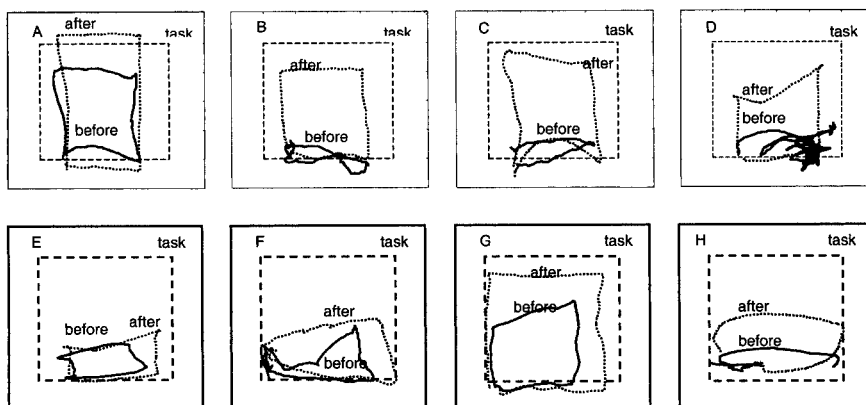 A after task
before
B task
after
before
C task
after
before
D task
after
before
E task
before after
F task
after
before
G task
after
before
H task
after
before